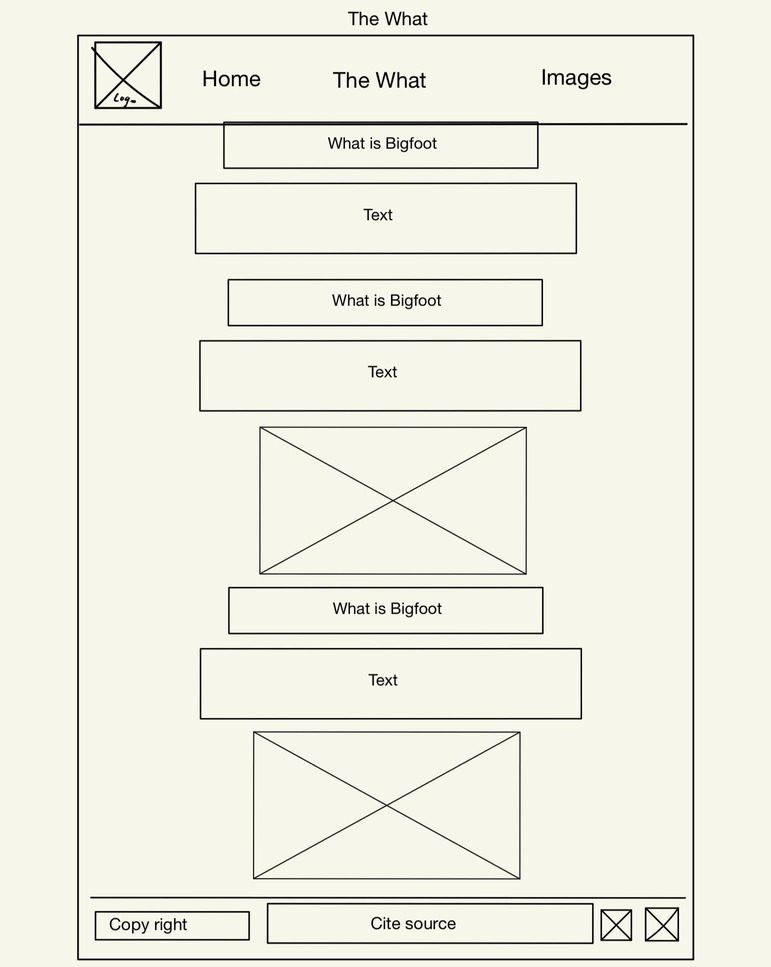 The What
Logo
Home
The What
Images
What is Bigfoot
Text
What is Bigfoot
Text
What is Bigfoot
Text
Copy right
Cite source